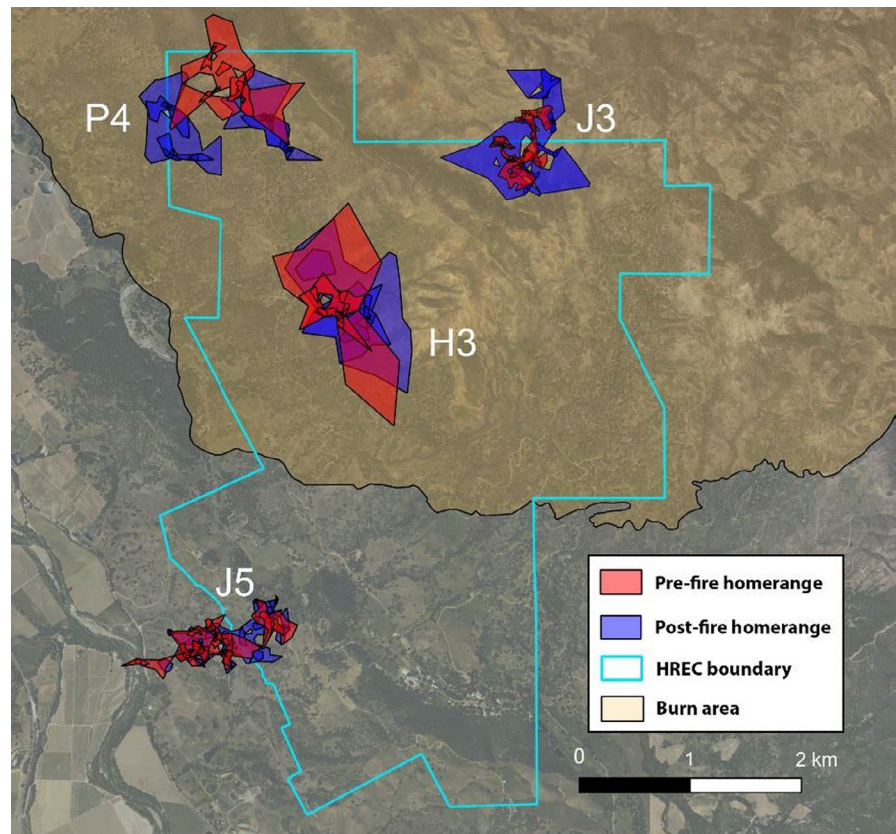 P4
J3
H3
J5
Pre-fire homerange
Post-fire homerange
HREC boundary
Burn area
0 1 2 km